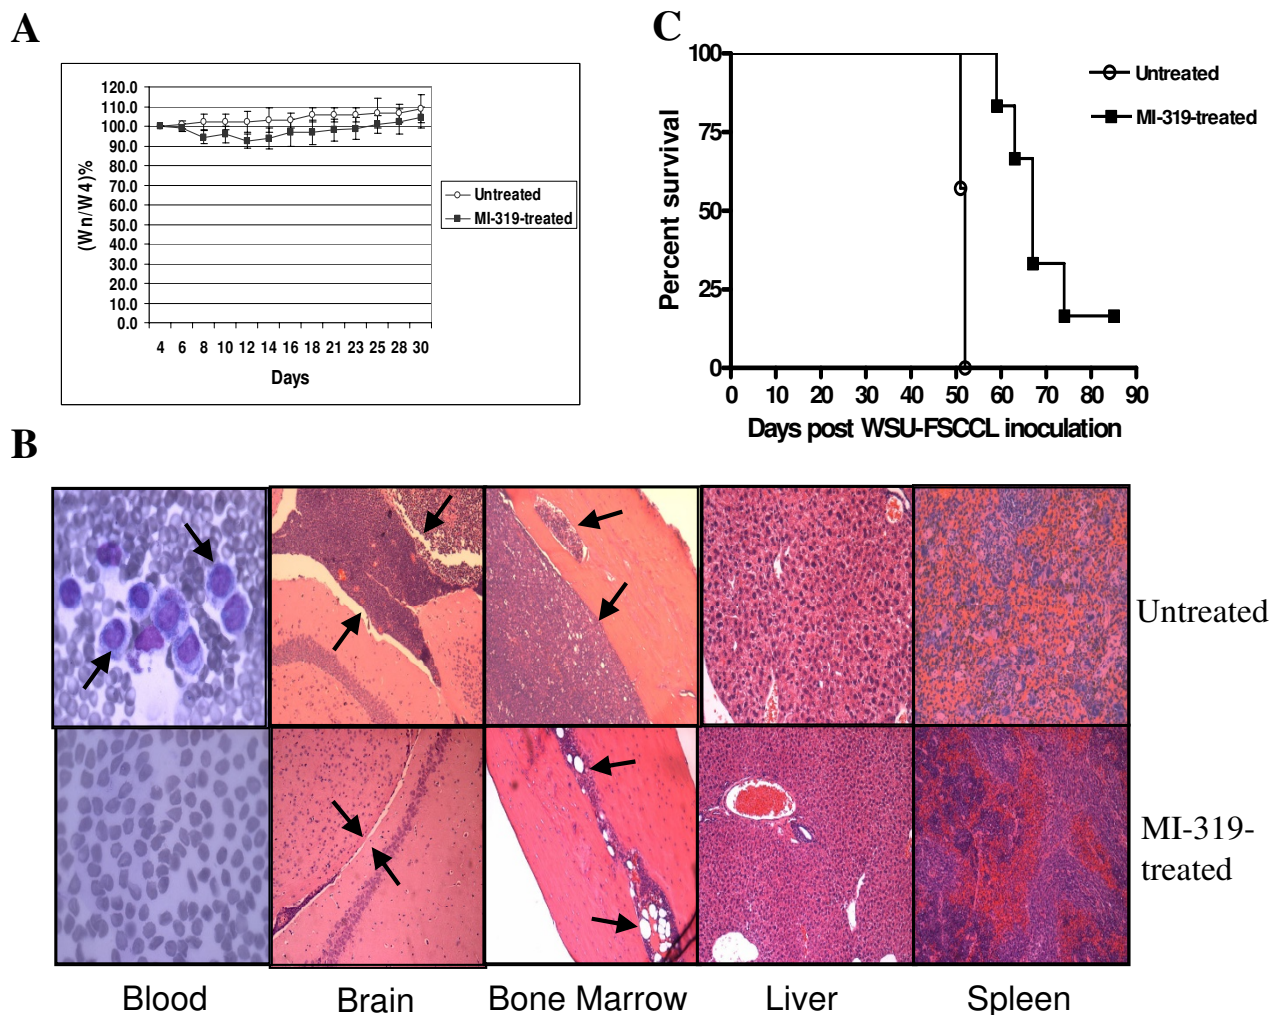 A
120.0
110.0
100.0
90.0
80.0
70.0
60.0
50.0
40.0
30.0
20.0
10.0
0.0
(Wn/W4)%
4 6 8 10 12 14 16 18 21 23 25 28 30
Days
Untreated
MI-319-treated
C
100
75
50
25
0
Percent survival
0 10 20 30 40 50 60 70 80 90
Days post WSU-FSCCL inoculation
Untreated
MI-319-treated
B
Untreated
MI-319-
treated
Blood Brain Bone Marrow Liver Spleen